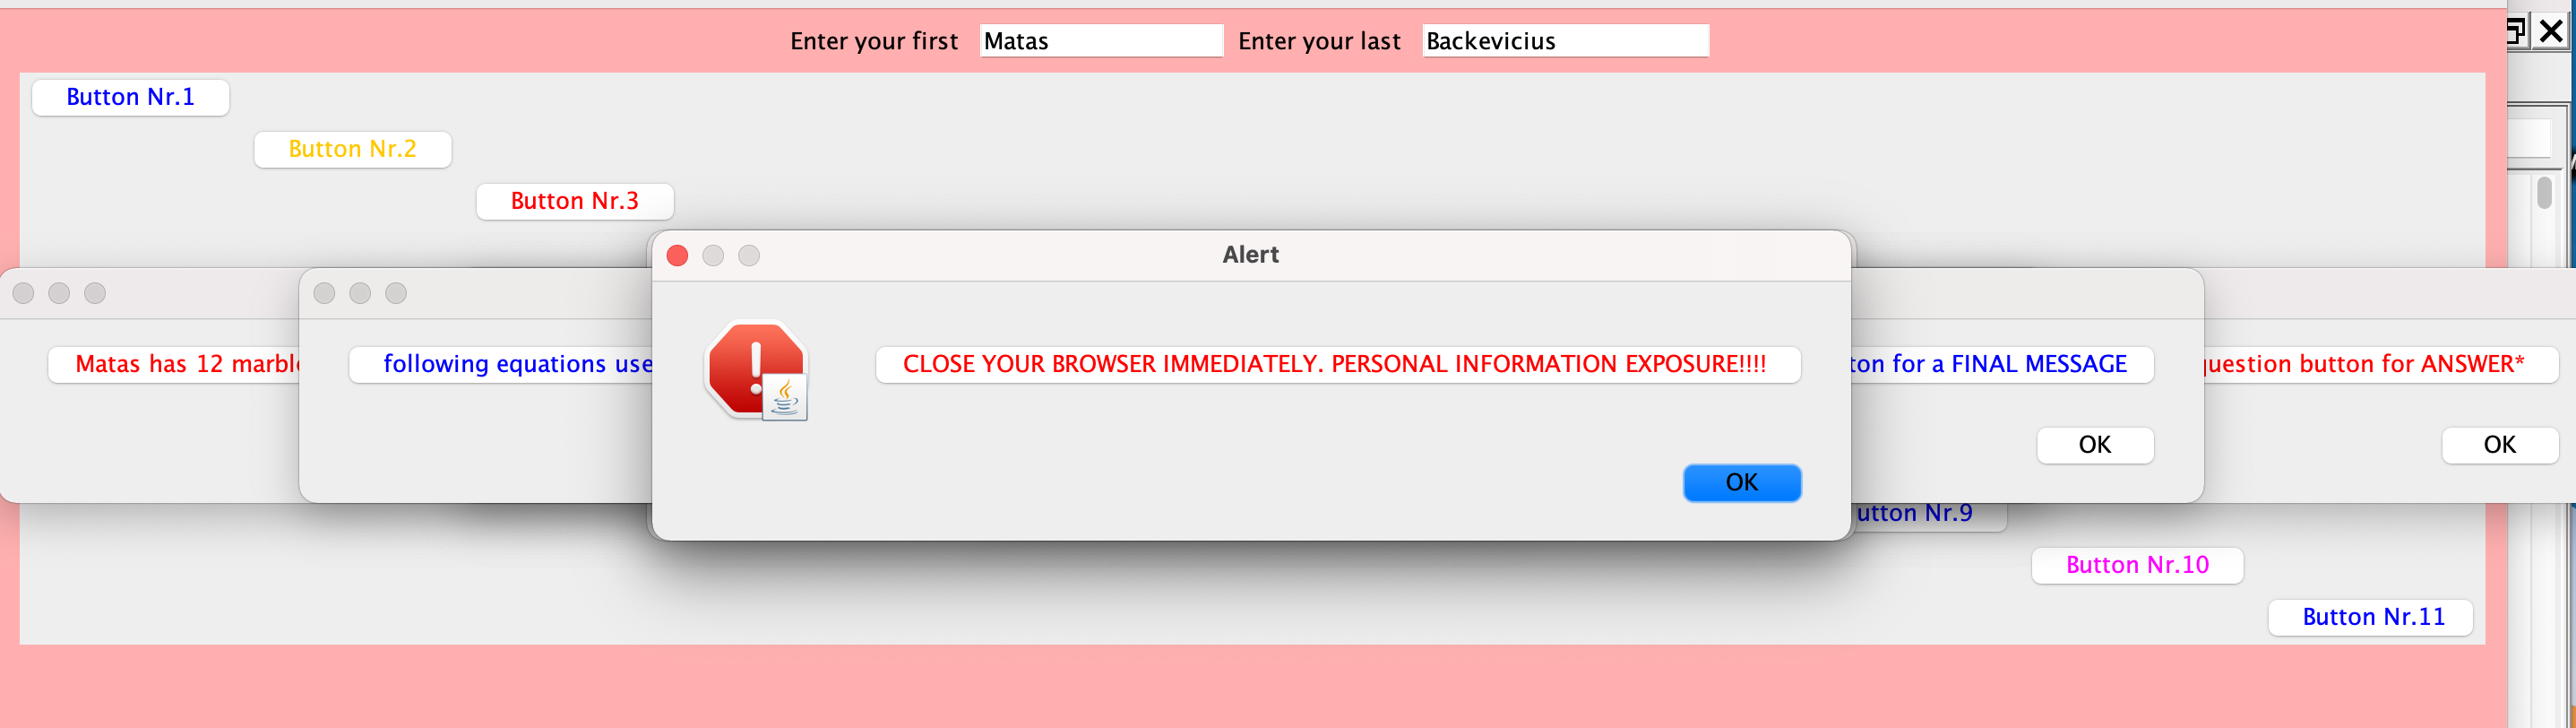 Enter your first Matas Enter your last Backevicius
Button Nr.1
Button Nr.2
Button Nr.3
Alert
Matas has 12 marbl
following equations use
CLOSE YOUR BROWSER IMMEDIATELY. PERSONAL INFORMATION EXPOSURE!!!!
ton for a FINAL MESSAGE
uestion button for ANSWER*
OK
OK
OK
utton Nr.9
Button Nr.10
Button Nr.11